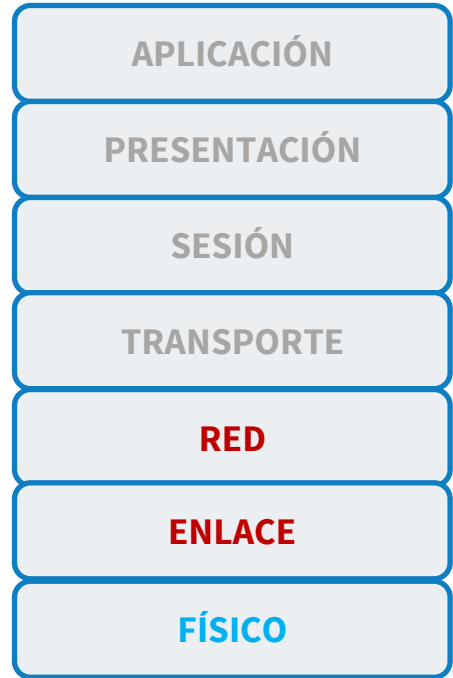 APLICACIÓN
PRESENTACIÓN
SESIÓN
TRANSPORTE
RED
ENLACE
FÍSICO